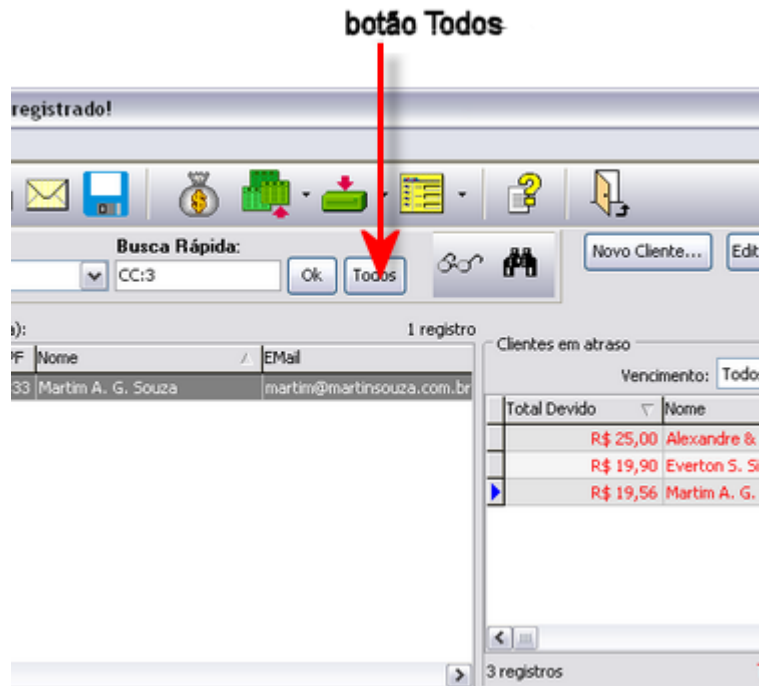 botão Todos
registrado!
Busca Rápida:
CC:3
Ok
Todos
Novo Cliente...
Edit
a):
1 registro
PF
Nome
EMail
33
Martim A. G. Souza
martim@martinsouza.com.br
Clientes em atraso
Vencimento:
Todos
Total Devido
Nome
R$ 25,00
Alexandre &
R$ 19,90
Everton S. Si
R$ 19,56
Martim A. G.
3 registros